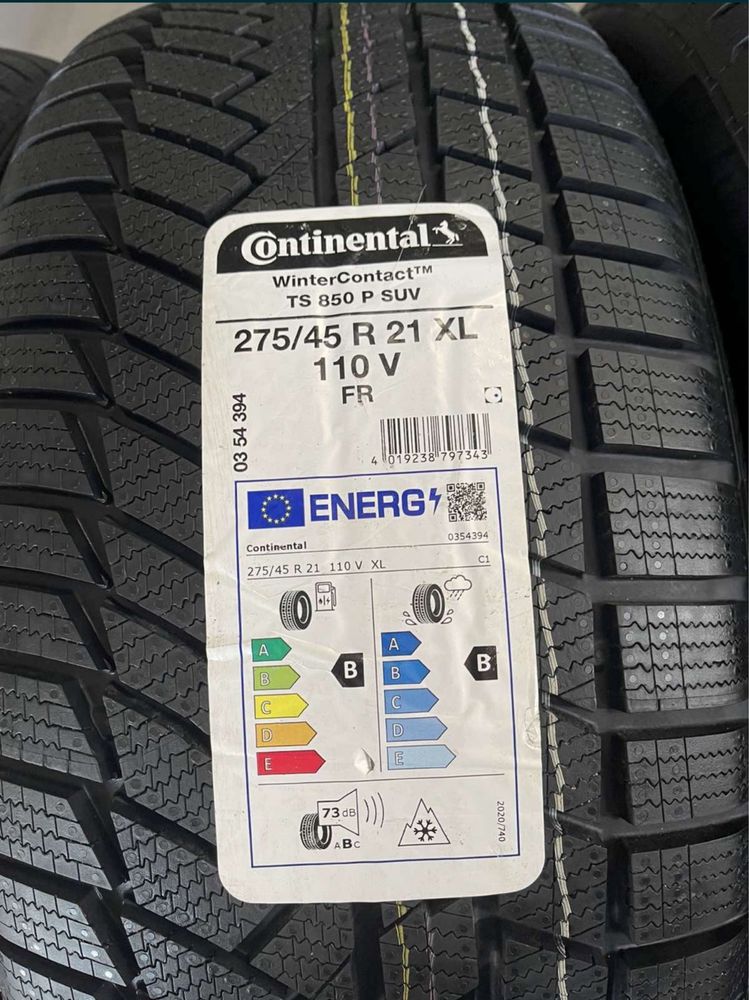 Continental
WinterContact™
TS 850 P SUV
275/45 R 21 XL
110 V
FR
03 54 394
4 019238 797343
ENERG
Continental
0354394
275/45 R 21 110 V XL
C1
A
B
C
D
E
B
A
B
C
D
E
B
73 dB
ABC
2020/740